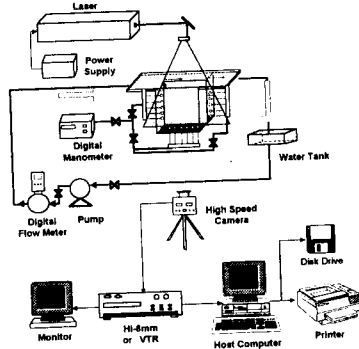 Laser
Power
Supply
Digital
Manometer
Water Tank
Digital
Flow Meter
Pump
High Speed
Camera
Disk Drive
Monitor
Hi-8mm
or VTR
Host Computer
Printer